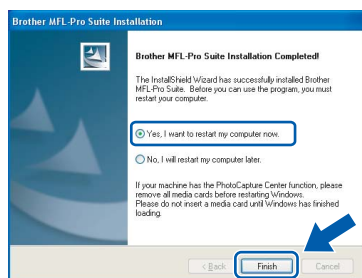 Brother MFL-Pro Suite Installation
Brother MFL-Pro Suite Installation Completed!
The InstallShield Wizard has successfully installed Brother
MFL-Pro Suite. Before you can use the program, you must
restart your computer.
Yes, I want to restart my computer now.
No, I will restart my computer later.
If your machine has the PhotoCapture Center function, please
remove all media cards before restarting Windows.
Please do not insert a media card until Windows has finished
loading.
< Back
Finish
Cancel